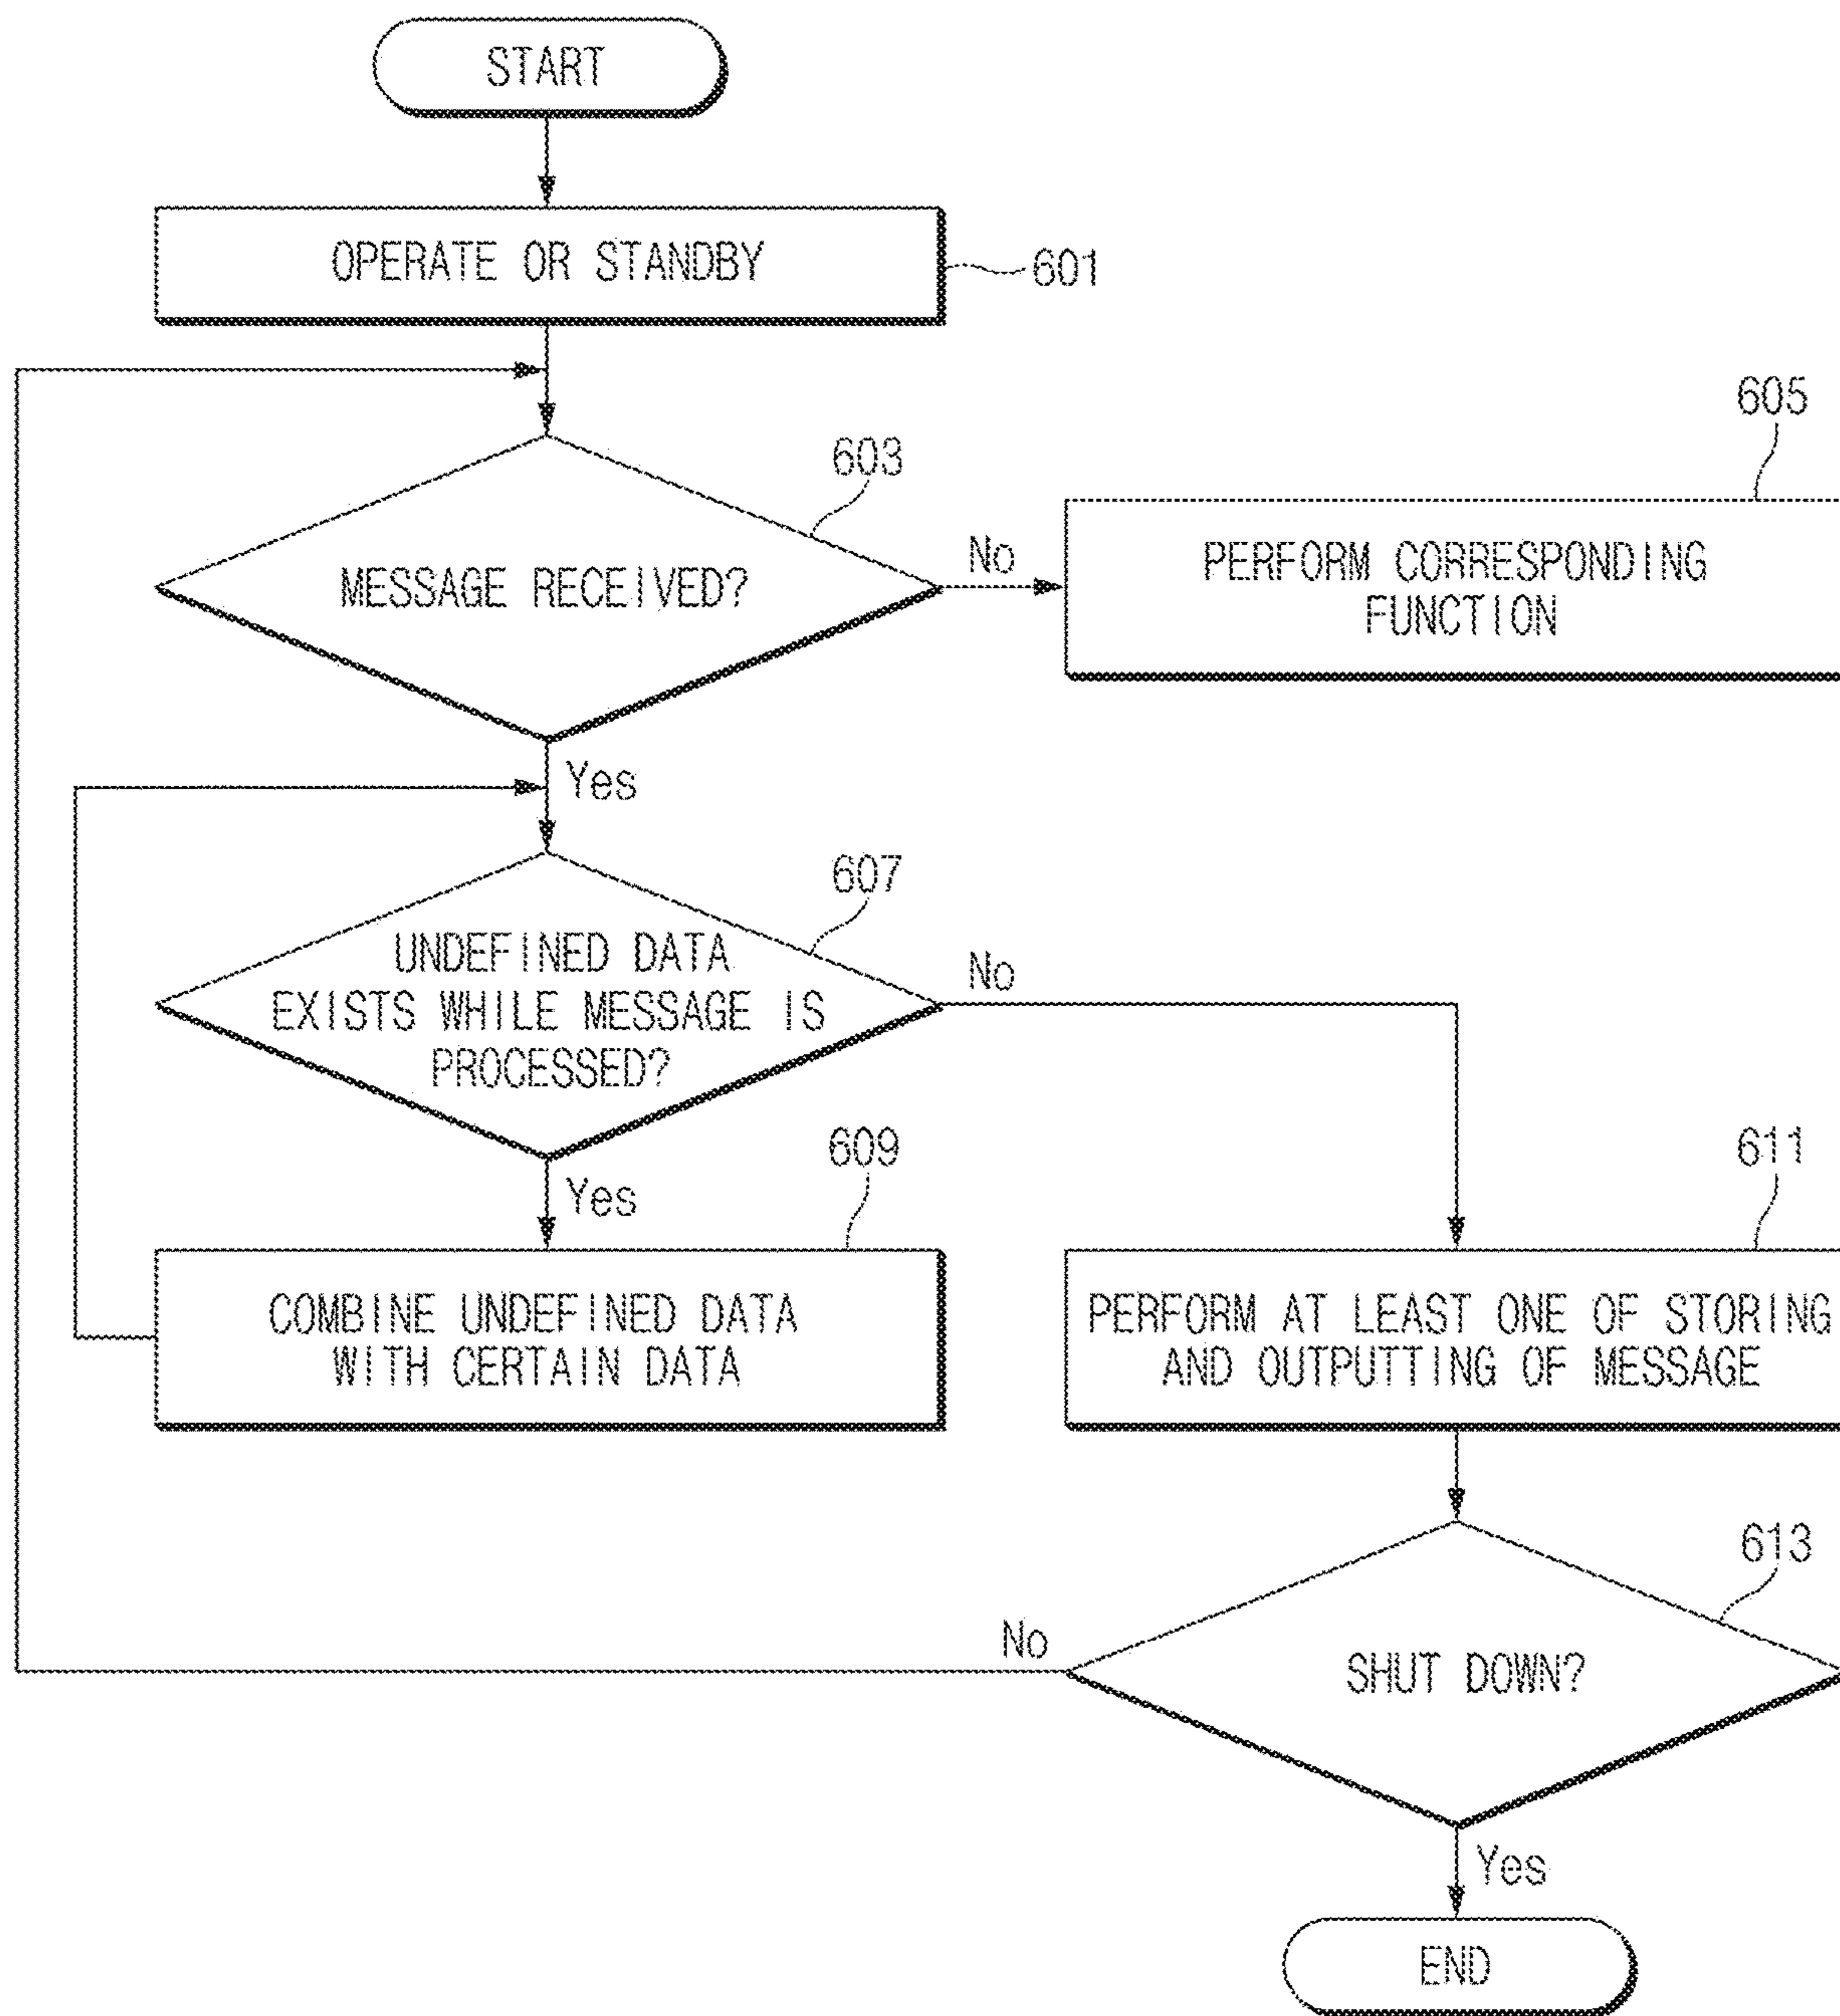 START
OPERATE OR STANDBY
601
605
603
MESSAGE RECEIVED?
No
PERFORM CORRESPONDING
FUNCTION
Yes
607
UNDEFINED DATA
EXISTS WHILE MESSAGE IS
PROCESSED?
No
609
611
Yes
COMBINE UNDEFINED DATA
WITH CERTAIN DATA
PERFORM AT LEAST ONE OF STORING
AND OUTPUTTING OF MESSAGE
613
No
SHUT DOWN?
Yes
END